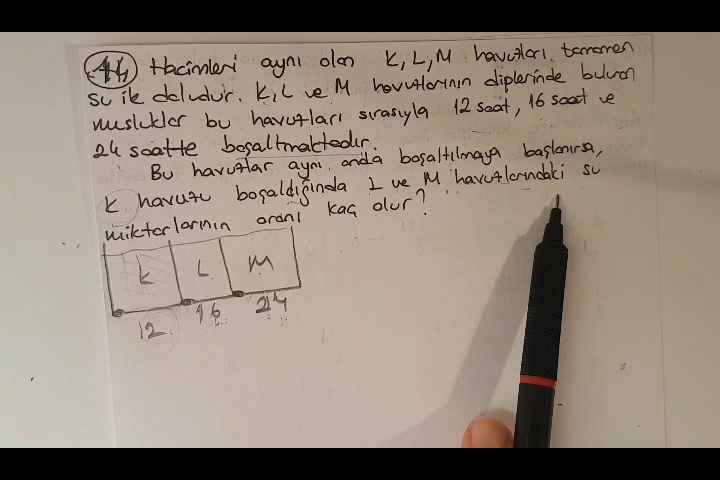 14) Hacimleri aynı olan K, L, M havuzları tamamen
su ile doludur. K, L ve M havuzlarının diplerinde bulunan
musluklar bu havuzları sırasıyla 12 saat, 16 saat ve
24 saatte boşaltmaktadır.
Bu havuzlar aynı anda boşaltılmaya başlanırsa,
K havuzu boşaldığında L ve M havuzlarındaki su
miktarlarının oranı kaç olur?
K L M
12 16 24